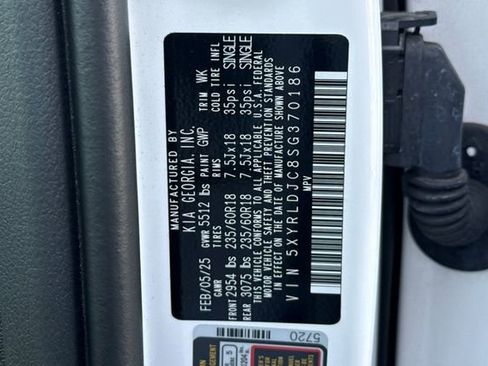 MANUFACTURED BY
KIA GEORGIA, INC.
FEB/05/25 GVWR 5512 lbs PAINT GWP TRIM WK
GAWR RIMS COLD TIRE INFL
FRONT 2954 lbs 235/60R18 7.5JX18 35psi SINGLE
REAR 3075 lbs 235/60R18 7.5JX18 35psi SINGLE
THIS VEHICLE CONFORMS TO ALL APPLICABLE U.S.A. FEDERAL
MOTOR VEHICLE SAFETY AND THEFT PREVENTION STANDARDS
IN EFFECT ON THE DATE OF MANUFACTURE SHOWN ABOVE.
VIN 5XYRLDJC8SG370186
MPV
5720